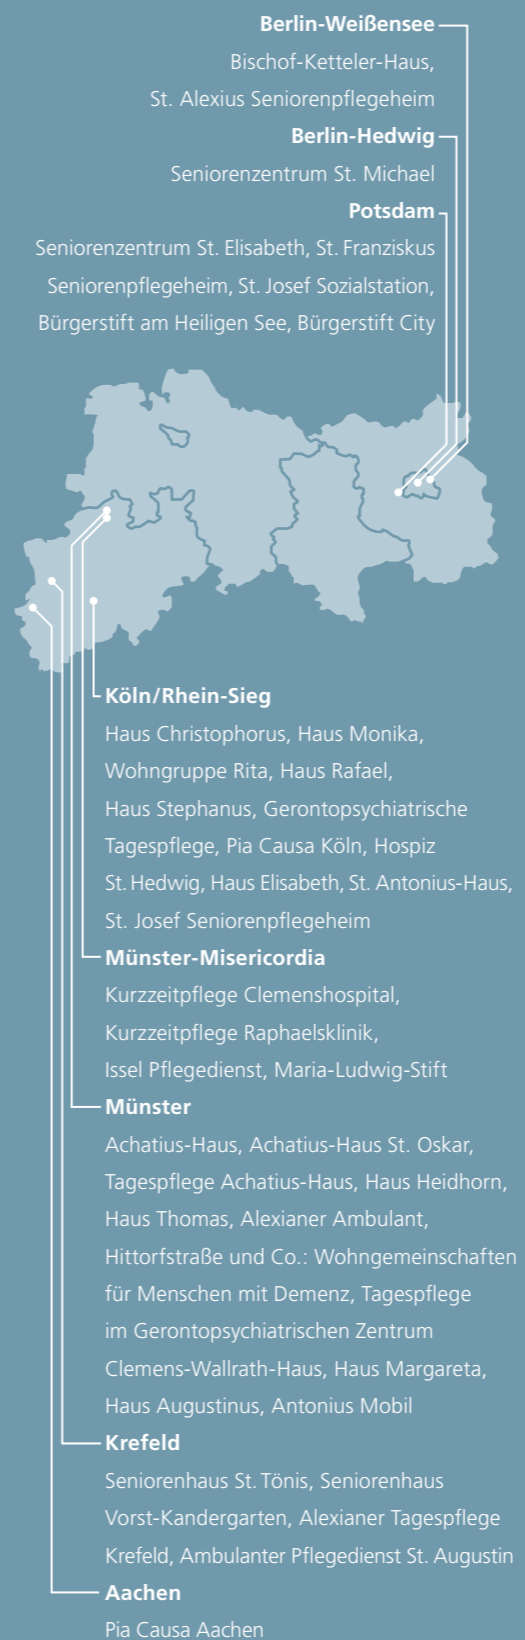 Berlin-Weißensee
Bischof-Ketteler-Haus,
St. Alexius Seniorenpflegeheim
Berlin-Hedwig
Seniorenzentrum St. Michael
Potsdam
Seniorenzentrum St. Elisabeth, St. Franziskus
Seniorenpflegeheim, St. Josef Sozialstation,
Bürgerstift am Heiligen See, Bürgerstift City
Köln/Rhein-Sieg
Haus Christophorus, Haus Monika,
Wohngruppe Rita, Haus Rafael,
Haus Stephanus, Gerontopsychiatrische
Tagespflege, Pia Causa Köln, Hospiz
St. Hedwig, Haus Elisabeth, St. Antonius-Haus,
St. Josef Seniorenpflegeheim
Münster-Misericordia
Kurzzeitpflege Clemenshospital,
Kurzzeitpflege Raphaelsklinik,
Issel Pflegedienst, Maria-Ludwig-Stift
Münster
Achatius-Haus, Achatius-Haus St. Oskar,
Tagespflege Achatius-Haus, Haus Heidhorn,
Haus Thomas, Alexianer Ambulant,
Hittorfstraße und Co.: Wohngemeinschaften
für Menschen mit Demenz, Tagespflege
im Gerontopsychiatrischen Zentrum
Clemens-Wallrath-Haus, Haus Margareta,
Haus Augustinus, Antonius Mobil
Krefeld
Seniorenhaus St. Tönis, Seniorenhaus
Vorst-Kandergarten, Alexianer Tagespflege
Krefeld, Ambulanter Pflegedienst St. Augustin
Aachen
Pia Causa Aachen